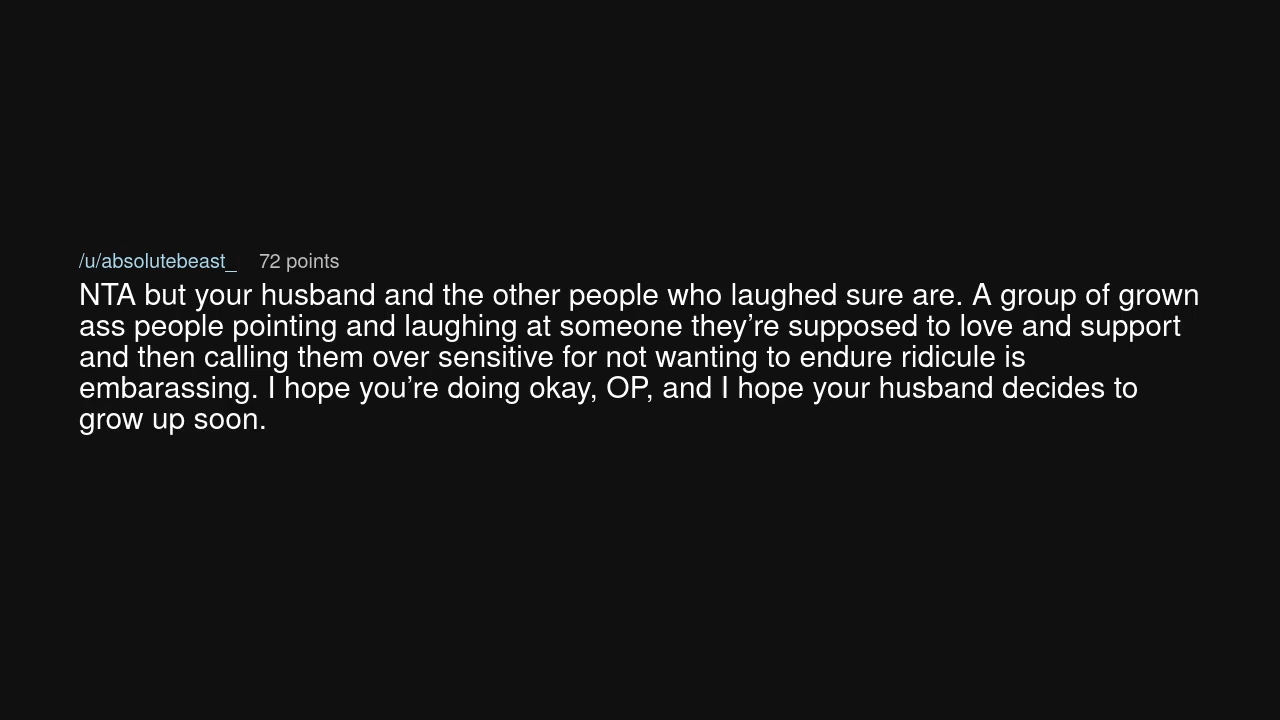 /u/absolutebeast_ 72 points
NTA but your husband and the other people who laughed sure are. A group of grown
ass people pointing and laughing at someone they’re supposed to love and support
and then calling them over sensitive for not wanting to endure ridicule is
embarassing. I hope you’re doing okay, OP, and I hope your husband decides to
grow up soon.